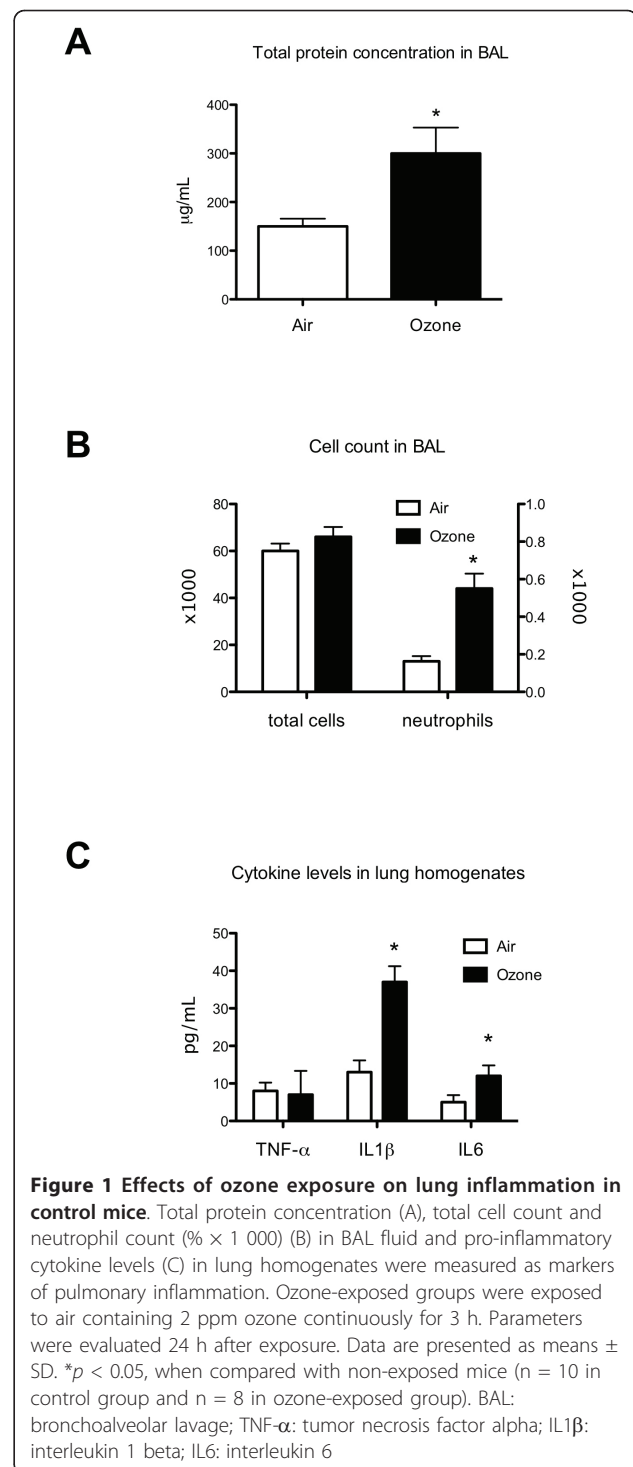 A
Total protein concentration in BAL
400
300
200
100
0
µg/mL
*
Air
Ozone
B
Cell count in BAL
80
60
40
20
0
x1000
Air
Ozone
*
1.0
0.8
0.6
0.4
0.2
0.0
x1000
total cells
neutrophils
C
Cytokine levels in lung homogenates
50
40
30
20
10
0
pg/mL
*
*
Air
Ozone
TNF-α
IL1β
IL6
Figure 1 Effects of ozone exposure on lung inflammation in
control mice. Total protein concentration (A), total cell count and
neutrophil count (% × 1 000) (B) in BAL fluid and pro-inflammatory
cytokine levels (C) in lung homogenates were measured as markers
of pulmonary inflammation. Ozone-exposed groups were exposed
to air containing 2 ppm ozone continuously for 3 h. Parameters
were evaluated 24 h after exposure. Data are presented as means ±
SD. *p < 0.05, when compared with non-exposed mice (n = 10 in
control group and n = 8 in ozone-exposed group). BAL:
bronchoalveolar lavage; TNF-α: tumor necrosis factor alpha; IL1β:
interleukin 1 beta; IL6: interleukin 6